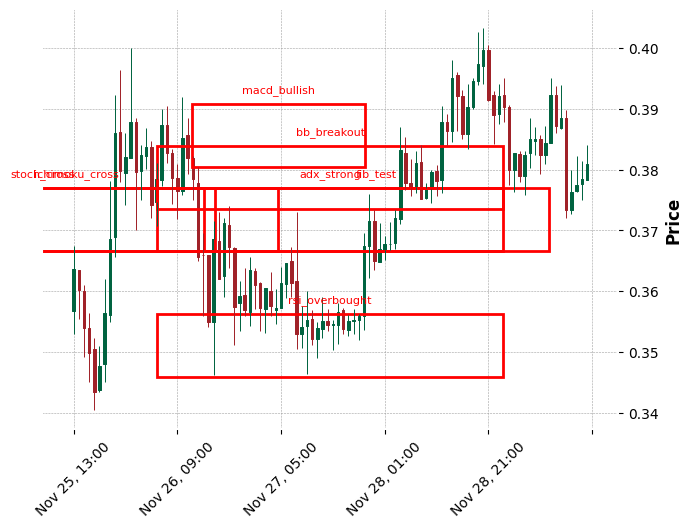 macd_bullish
0.40
0.39
bb_breakout
0.38
stoch_cross
ichimoku_cross
adx_strong
fib_test
0.37
0.36
rsi_overbought
0.35
0.34
Price
Nov 25, 13:00
Nov 26, 09:00
Nov 27, 05:00
Nov 28, 01:00
Nov 28, 21:00